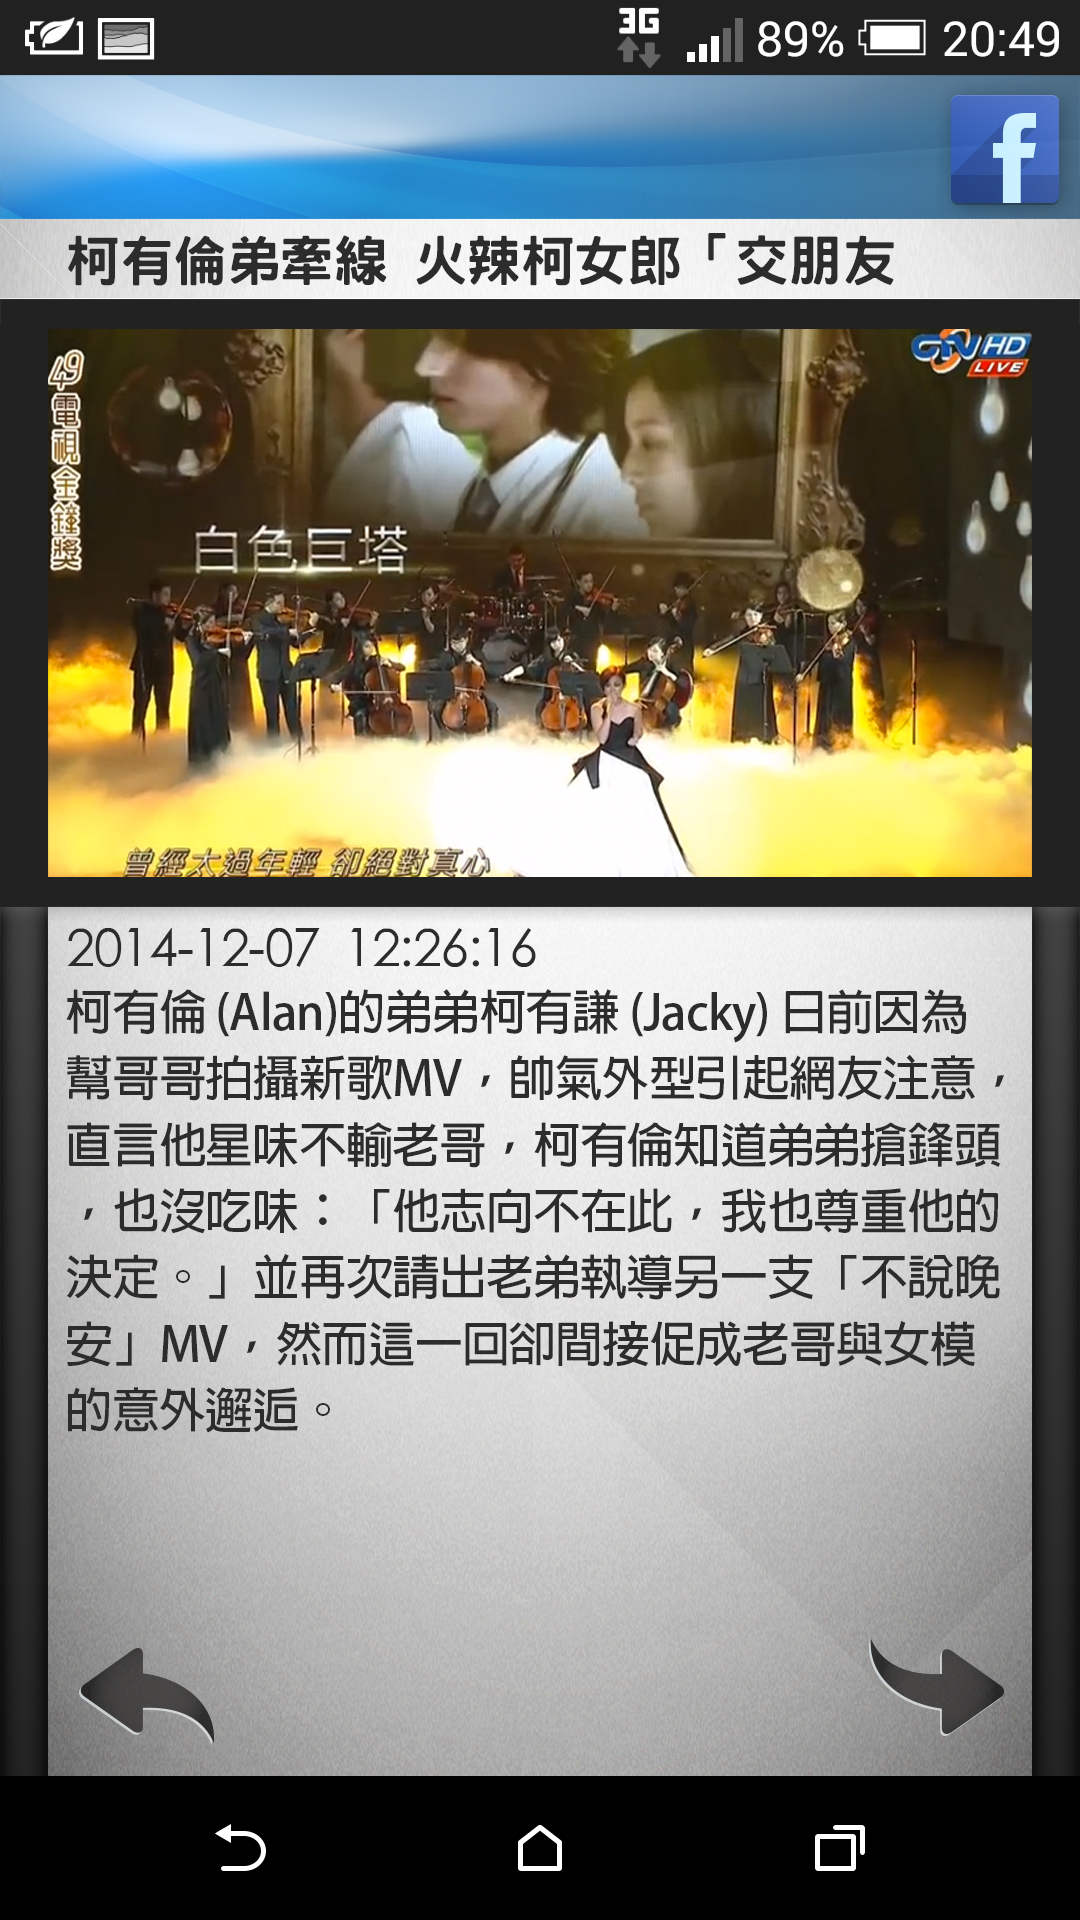 3G 89% 20:49
f
柯有倫弟牽線 火辣柯女郎「交朋友
CTV HD
LIVE
49電視金鐘獎
白色巨塔
曾經太過年輕 卻絕對真心
2014-12-07 12:26:16
柯有倫 (Alan)的弟弟柯有謙 (Jacky) 日前因為
幫哥哥拍攝新歌MV，帥氣外型引起網友注意，
直言他星味不輸老哥，柯有倫知道弟弟搶鋒頭
，也沒吃味：「他志向不在此，我也尊重他的
決定。」並再次請出老弟執導另一支「不說晚
安」MV，然而這一回卻間接促成老哥與女模
的意外邂逅。